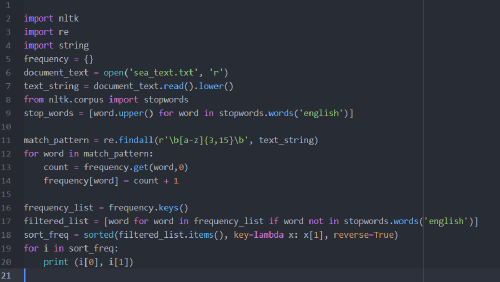 1
2 import nltk
3 import re
4 import string
5 frequency = {}
6 document_text = open('sea_text.txt', 'r')
7 text_string = document_text.read().lower()
8 from nltk.corpus import stopwords
9 stop_words = [word.upper() for word in stopwords.words('english')]
10
11 match_pattern = re.findall(r'\b[a-z]{3,15}\b', text_string)
12 for word in match_pattern:
13 count = frequency.get(word,0)
14 frequency[word] = count + 1
15
16 frequency_list = frequency.keys()
17 filtered_list = [word for word in frequency_list if word not in stopwords.words('english')]
18 sort_freq = sorted(filtered_list.items(), key=lambda x: x[1], reverse=True)
19 for i in sort_freq:
20 print (i[0], i[1])
21